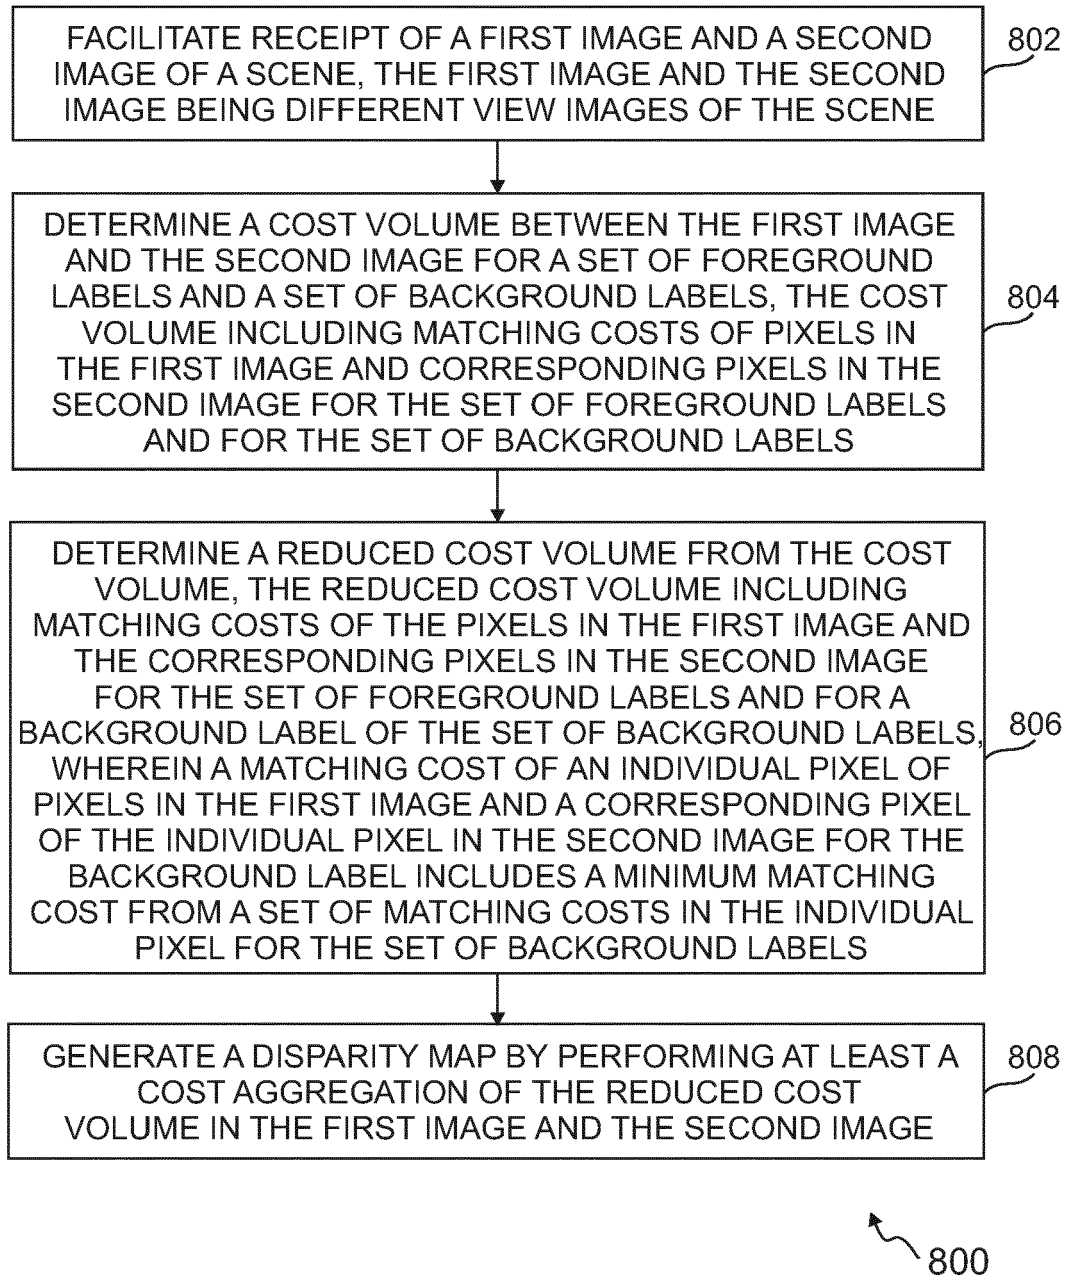 FACILITATE RECEIPT OF A FIRST IMAGE AND A SECOND
IMAGE OF A SCENE, THE FIRST IMAGE AND THE SECOND
IMAGE BEING DIFFERENT VIEW IMAGES OF THE SCENE
802
DETERMINE A COST VOLUME BETWEEN THE FIRST IMAGE
AND THE SECOND IMAGE FOR A SET OF FOREGROUND
LABELS AND A SET OF BACKGROUND LABELS, THE COST
VOLUME INCLUDING MATCHING COSTS OF PIXELS IN
THE FIRST IMAGE AND CORRESPONDING PIXELS IN THE
SECOND IMAGE FOR THE SET OF FOREGROUND LABELS
AND FOR THE SET OF BACKGROUND LABELS
804
DETERMINE A REDUCED COST VOLUME FROM THE COST
VOLUME, THE REDUCED COST VOLUME INCLUDING
MATCHING COSTS OF THE PIXELS IN THE FIRST IMAGE AND
THE CORRESPONDING PIXELS IN THE SECOND IMAGE
FOR THE SET OF FOREGROUND LABELS AND FOR A
BACKGROUND LABEL OF THE SET OF BACKGROUND LABELS,
WHEREIN A MATCHING COST OF AN INDIVIDUAL PIXEL OF
PIXELS IN THE FIRST IMAGE AND A CORRESPONDING PIXEL
OF THE INDIVIDUAL PIXEL IN THE SECOND IMAGE FOR THE
BACKGROUND LABEL INCLUDES A MINIMUM MATCHING
COST FROM A SET OF MATCHING COSTS IN THE INDIVIDUAL
PIXEL FOR THE SET OF BACKGROUND LABELS
806
GENERATE A DISPARITY MAP BY PERFORMING AT LEAST A
COST AGGREGATION OF THE REDUCED COST
VOLUME IN THE FIRST IMAGE AND THE SECOND IMAGE
808
800